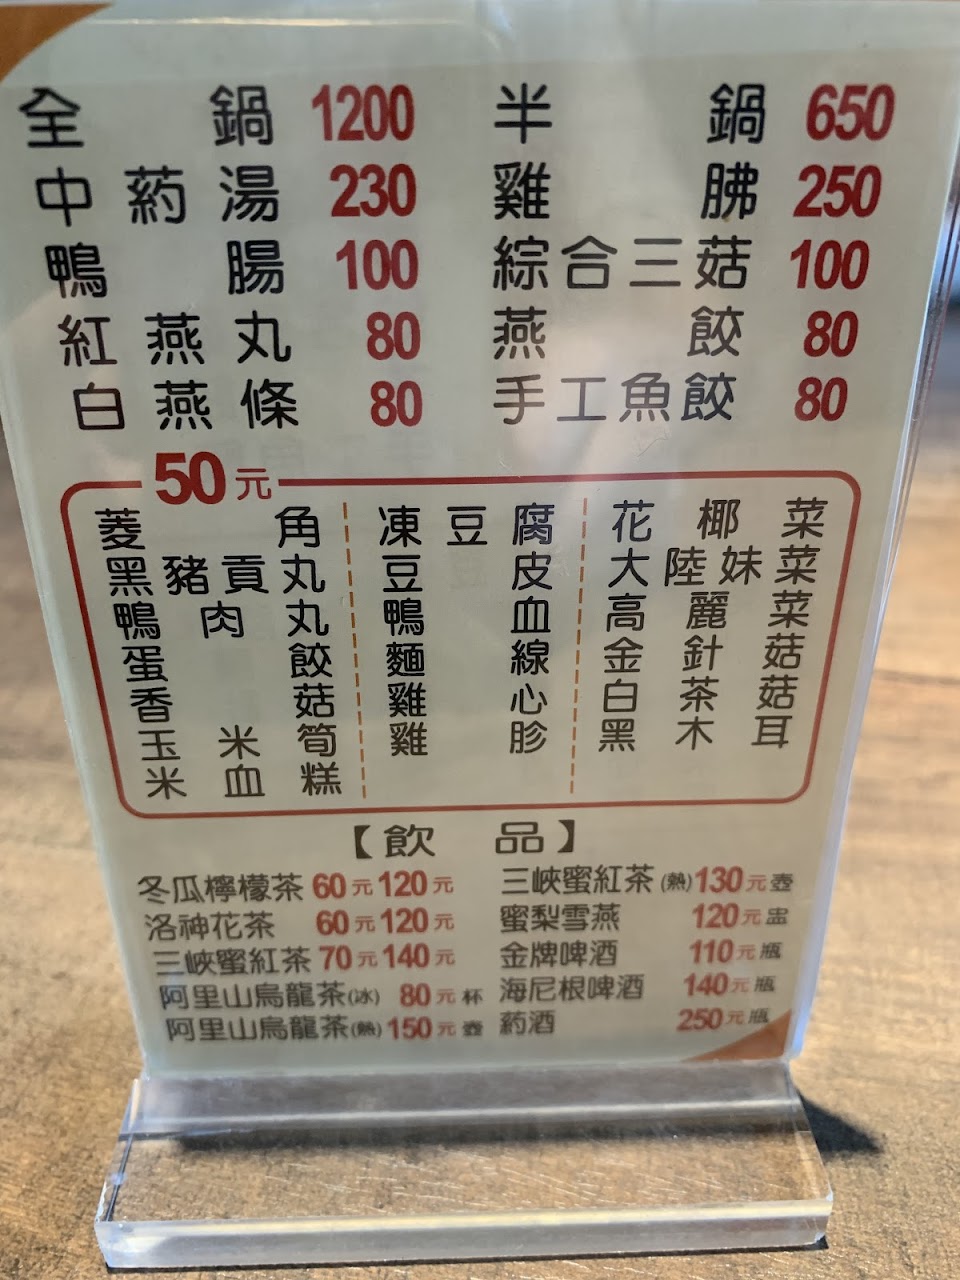 全鍋 1200 半鍋 650
中葯湯 230 雞胇 250
鴨腸 100 綜合三菇 100
紅燕丸 80 燕餃 80
白燕條 80 手工魚餃 80
50元
菱角 凍豆腐 花椰菜
黑豬貢丸 豆皮 大陸妹菜
鴨肉丸 鴨血 高麗菜
蛋餃 麵線 金針菇
香菇 雞心 白茶菇
玉米筍 雞胗 黑木耳
米血糕
【飲品】
冬瓜檸檬茶 60元 120元 三峽蜜紅茶(熱) 130元壺
洛神花茶 60元 120元 蜜梨雪燕 120元盅
三峽蜜紅茶 70元 140元 金牌啤酒 110元瓶
阿里山烏龍茶(冰) 80元杯 海尼根啤酒 140元瓶
阿里山烏龍茶(熱) 150元壺 葯酒 250元瓶